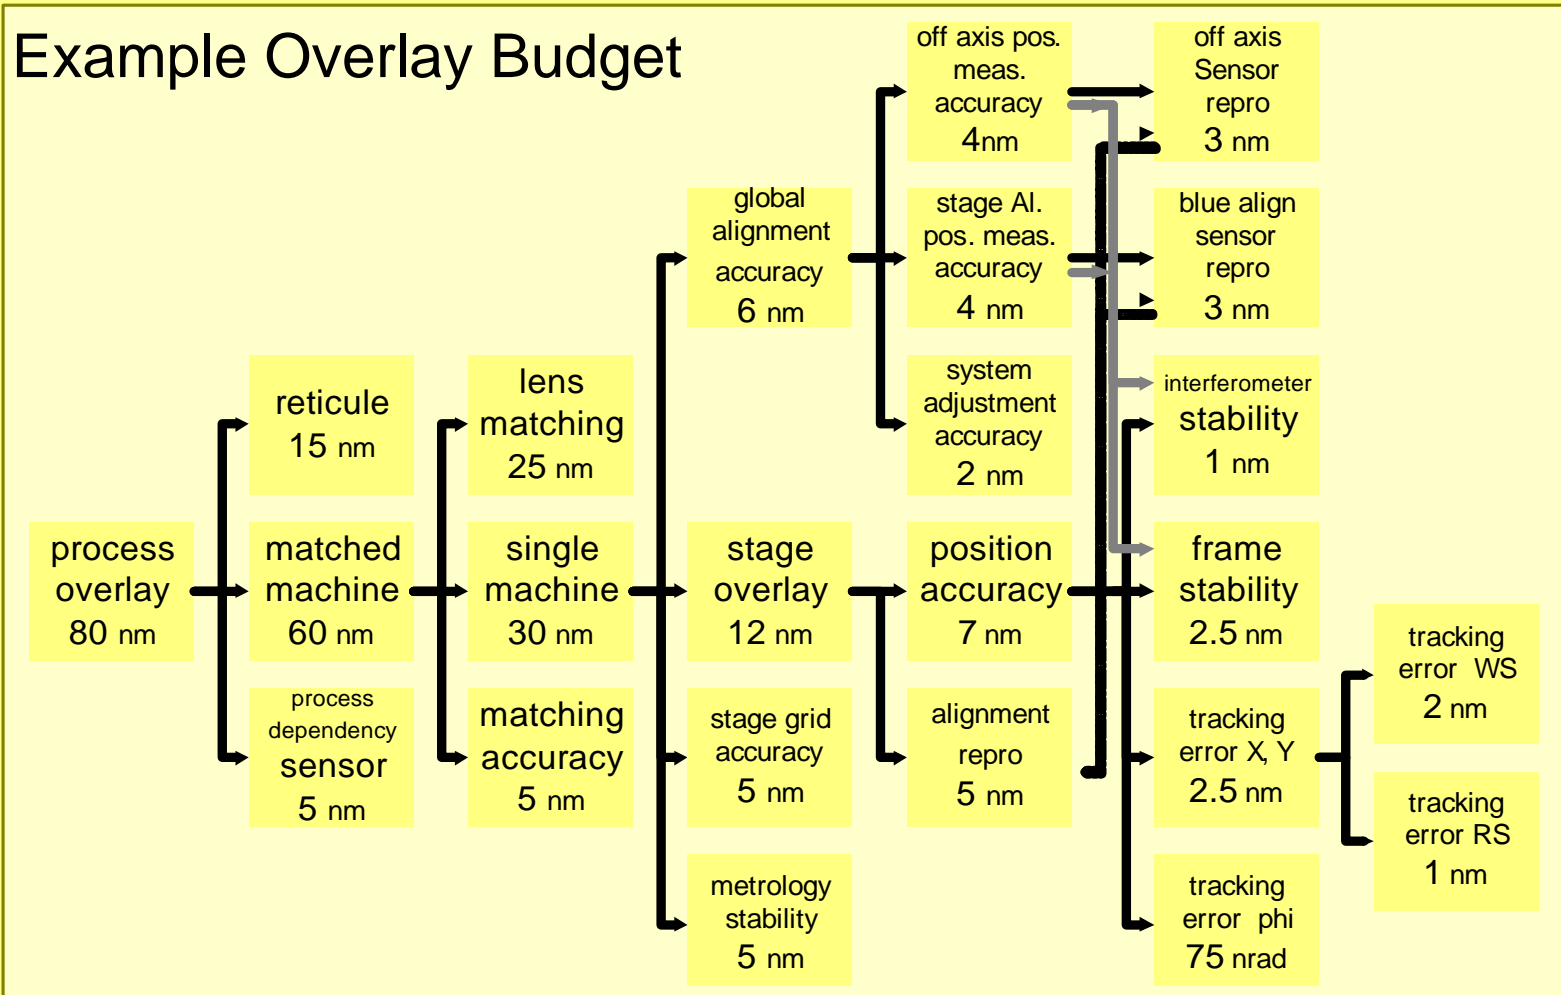 Example Overlay Budget
off axis pos.
meas.
accuracy
4nm
off axis
Sensor
repro
3 nm
global
alignment
accuracy
6 nm
stage Al.
pos. meas.
accuracy
4 nm
blue align
sensor
repro
3 nm
reticule
15 nm
lens
matching
25 nm
system
adjustment
accuracy
2 nm
interferometer
stability
1 nm
process
overlay
80 nm
matched
machine
60 nm
single
machine
30 nm
stage
overlay
12 nm
position
accuracy
7 nm
frame
stability
2.5 nm
process
dependency
sensor
5 nm
matching
accuracy
5 nm
stage grid
accuracy
5 nm
alignment
repro
5 nm
tracking
error X, Y
2.5 nm
tracking
error WS
2 nm
tracking
error RS
1 nm
metrology
stability
5 nm
tracking
error phi
75 nrad